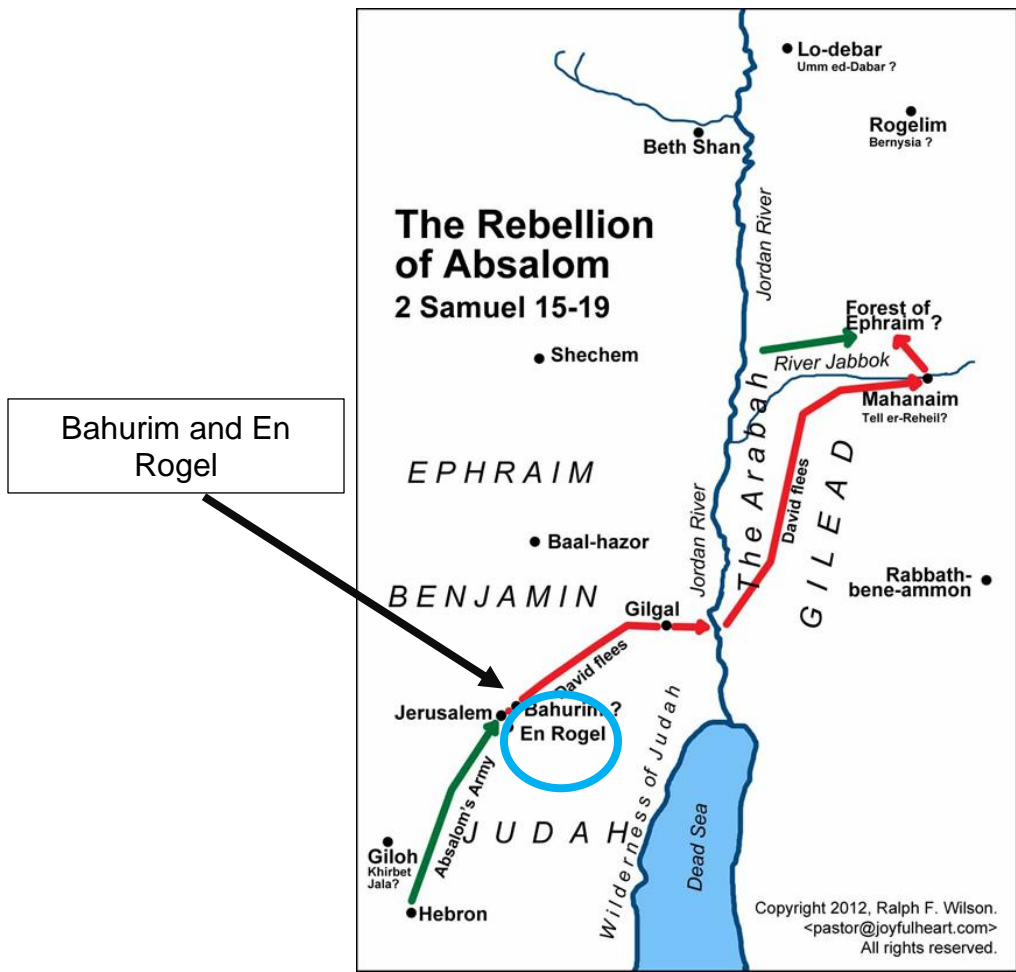 Lo-debar
Umm ed-Dabar ?
Rogelim
Bernysia ?
Beth Shan
The Rebellion
of Absalom
2 Samuel 15-19
Jordan River
Forest of
Ephraim ?
River Jabbok
Shechem
Mahanaim
Tell er-Reheil?
Bahurim and En
Rogel
EPHRAIM
The Arabah
David flees
GILEAD
Jordan River
Baal-hazor
Rabbath-
bene-ammon
BENJAMIN
Gilgal
David flees
Jerusalem
Bahurim ?
En Rogel
Absalom's Army
JUDAH
Wilderness of Judah
Dead Sea
Giloh
Khirbet
Jala?
Hebron
Copyright 2012, Ralph F. Wilson.
<pastor@joyfulheart.com>
All rights reserved.